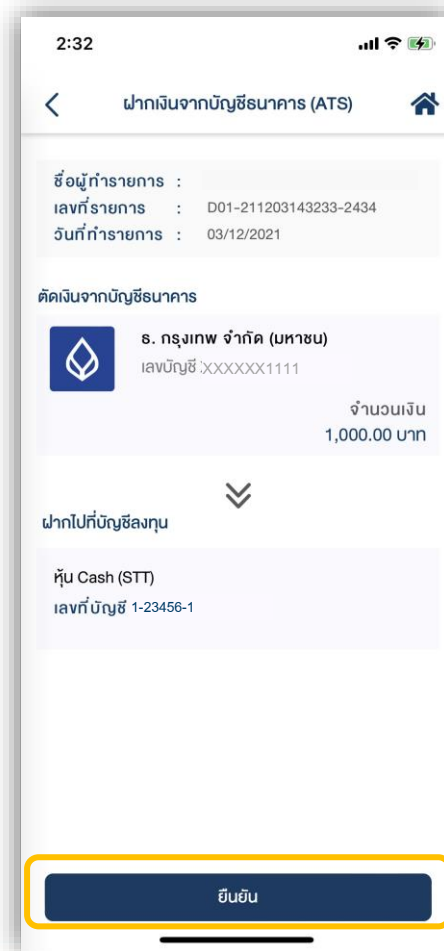 2:32
ฝากเงินจากบัญชีธนาคาร (ATS)
ชื่อผู้ทำรายการ :
เลขที่รายการ : D01-211203143233-2434
วันที่ทำรายการ : 03/12/2021
ตัดเงินจากบัญชีธนาคาร
ธ. กรุงเทพ จำกัด (มหาชน)
เลขบัญชี :XXXXXX1111
จำนวนเงิน
1,000.00 บาท
ฝากไปที่บัญชีลงทุน
หุ้น Cash (STT)
เลขที่บัญชี 1-23456-1
ยืนยัน